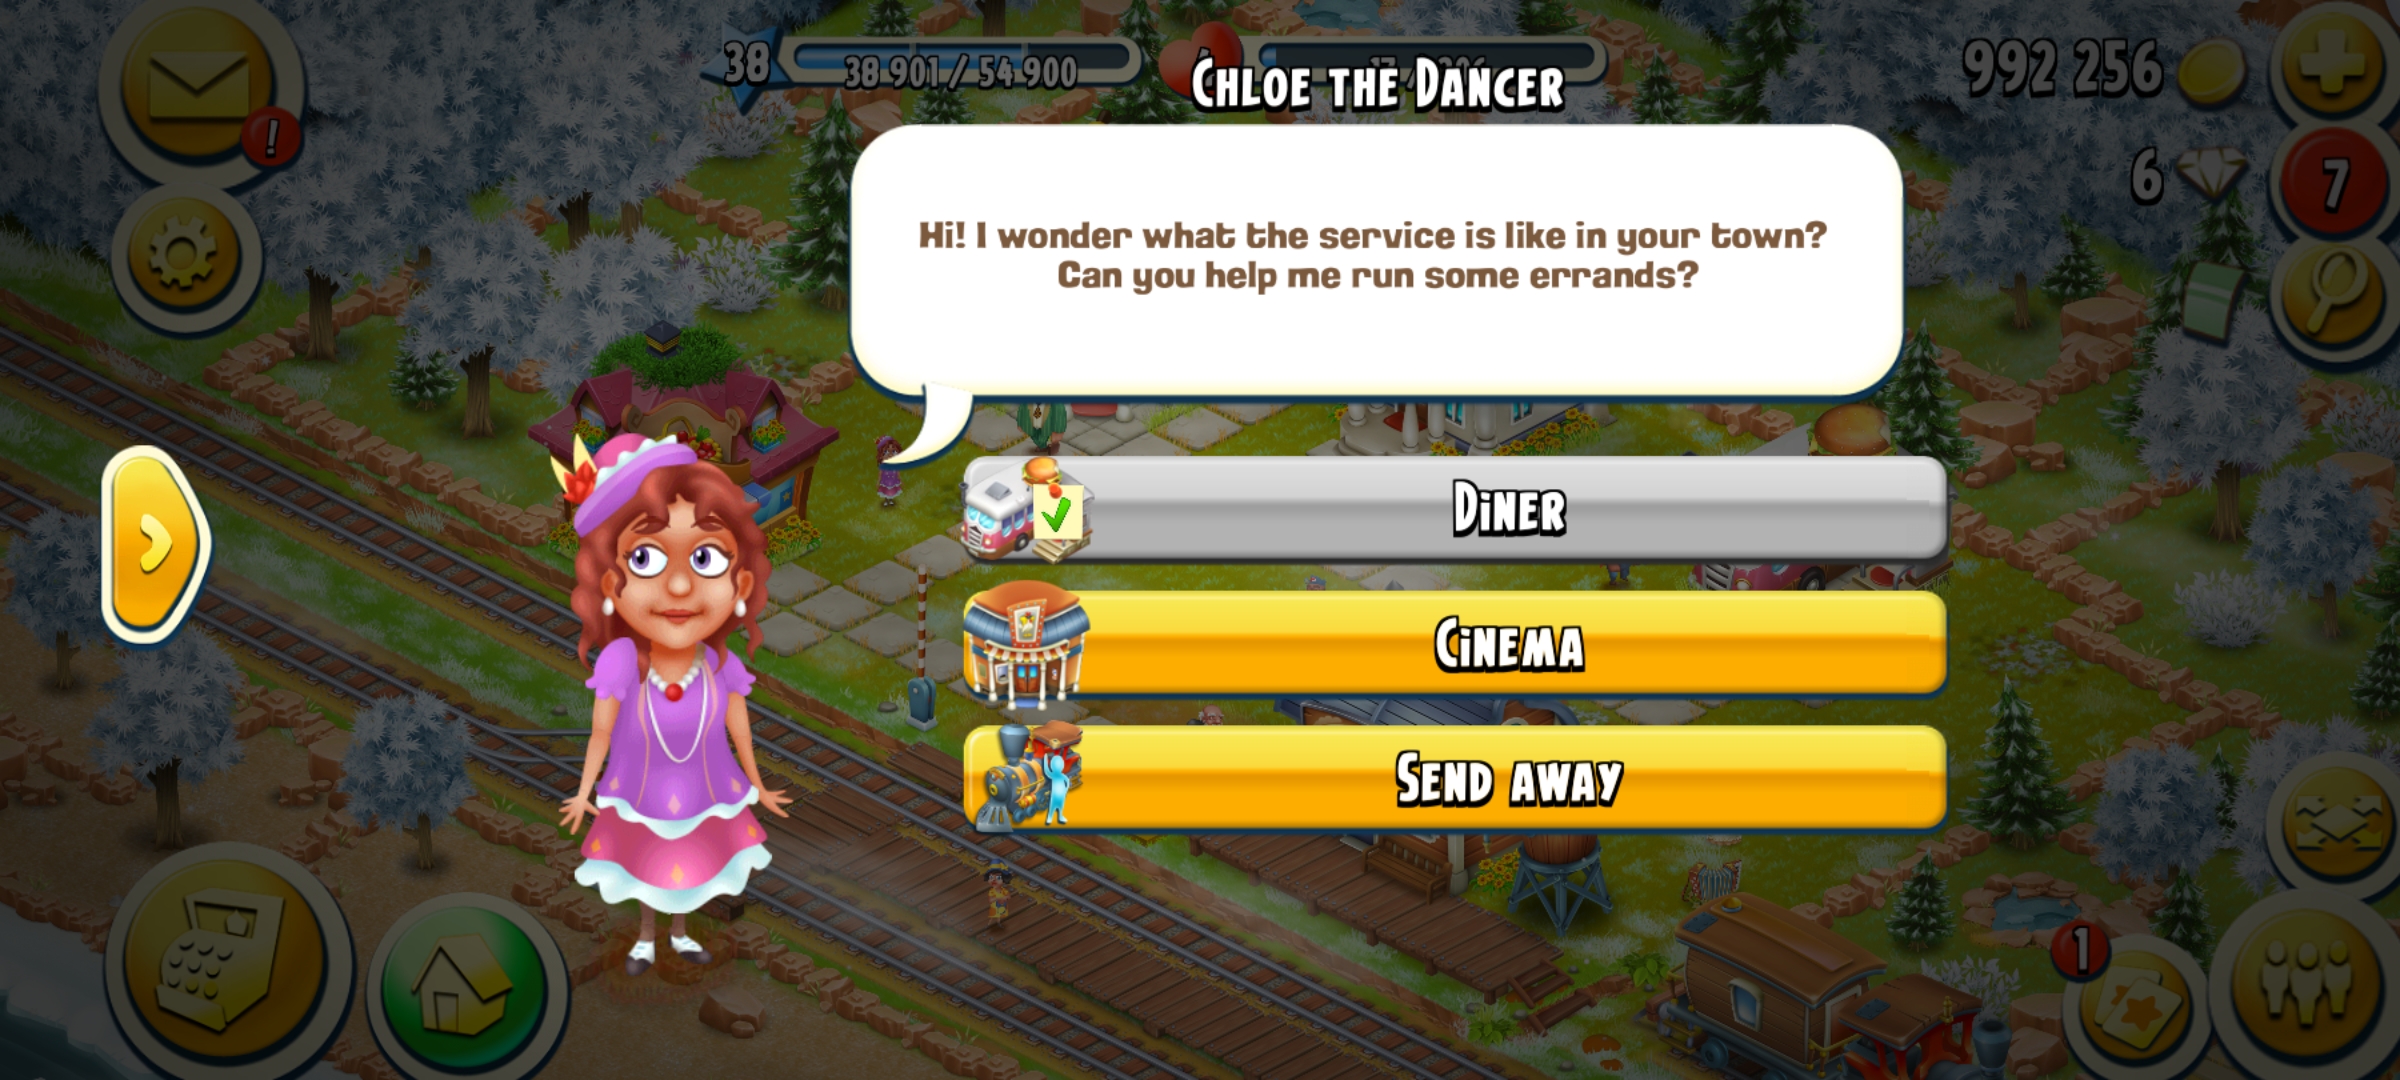 38
38 901 / 54 900
992 256
CHLOE THE DANCER
6
7
Hi! I wonder what the service is like in your town?
Can you help me run some errands?
DINER
CINEMA
SEND AWAY
1